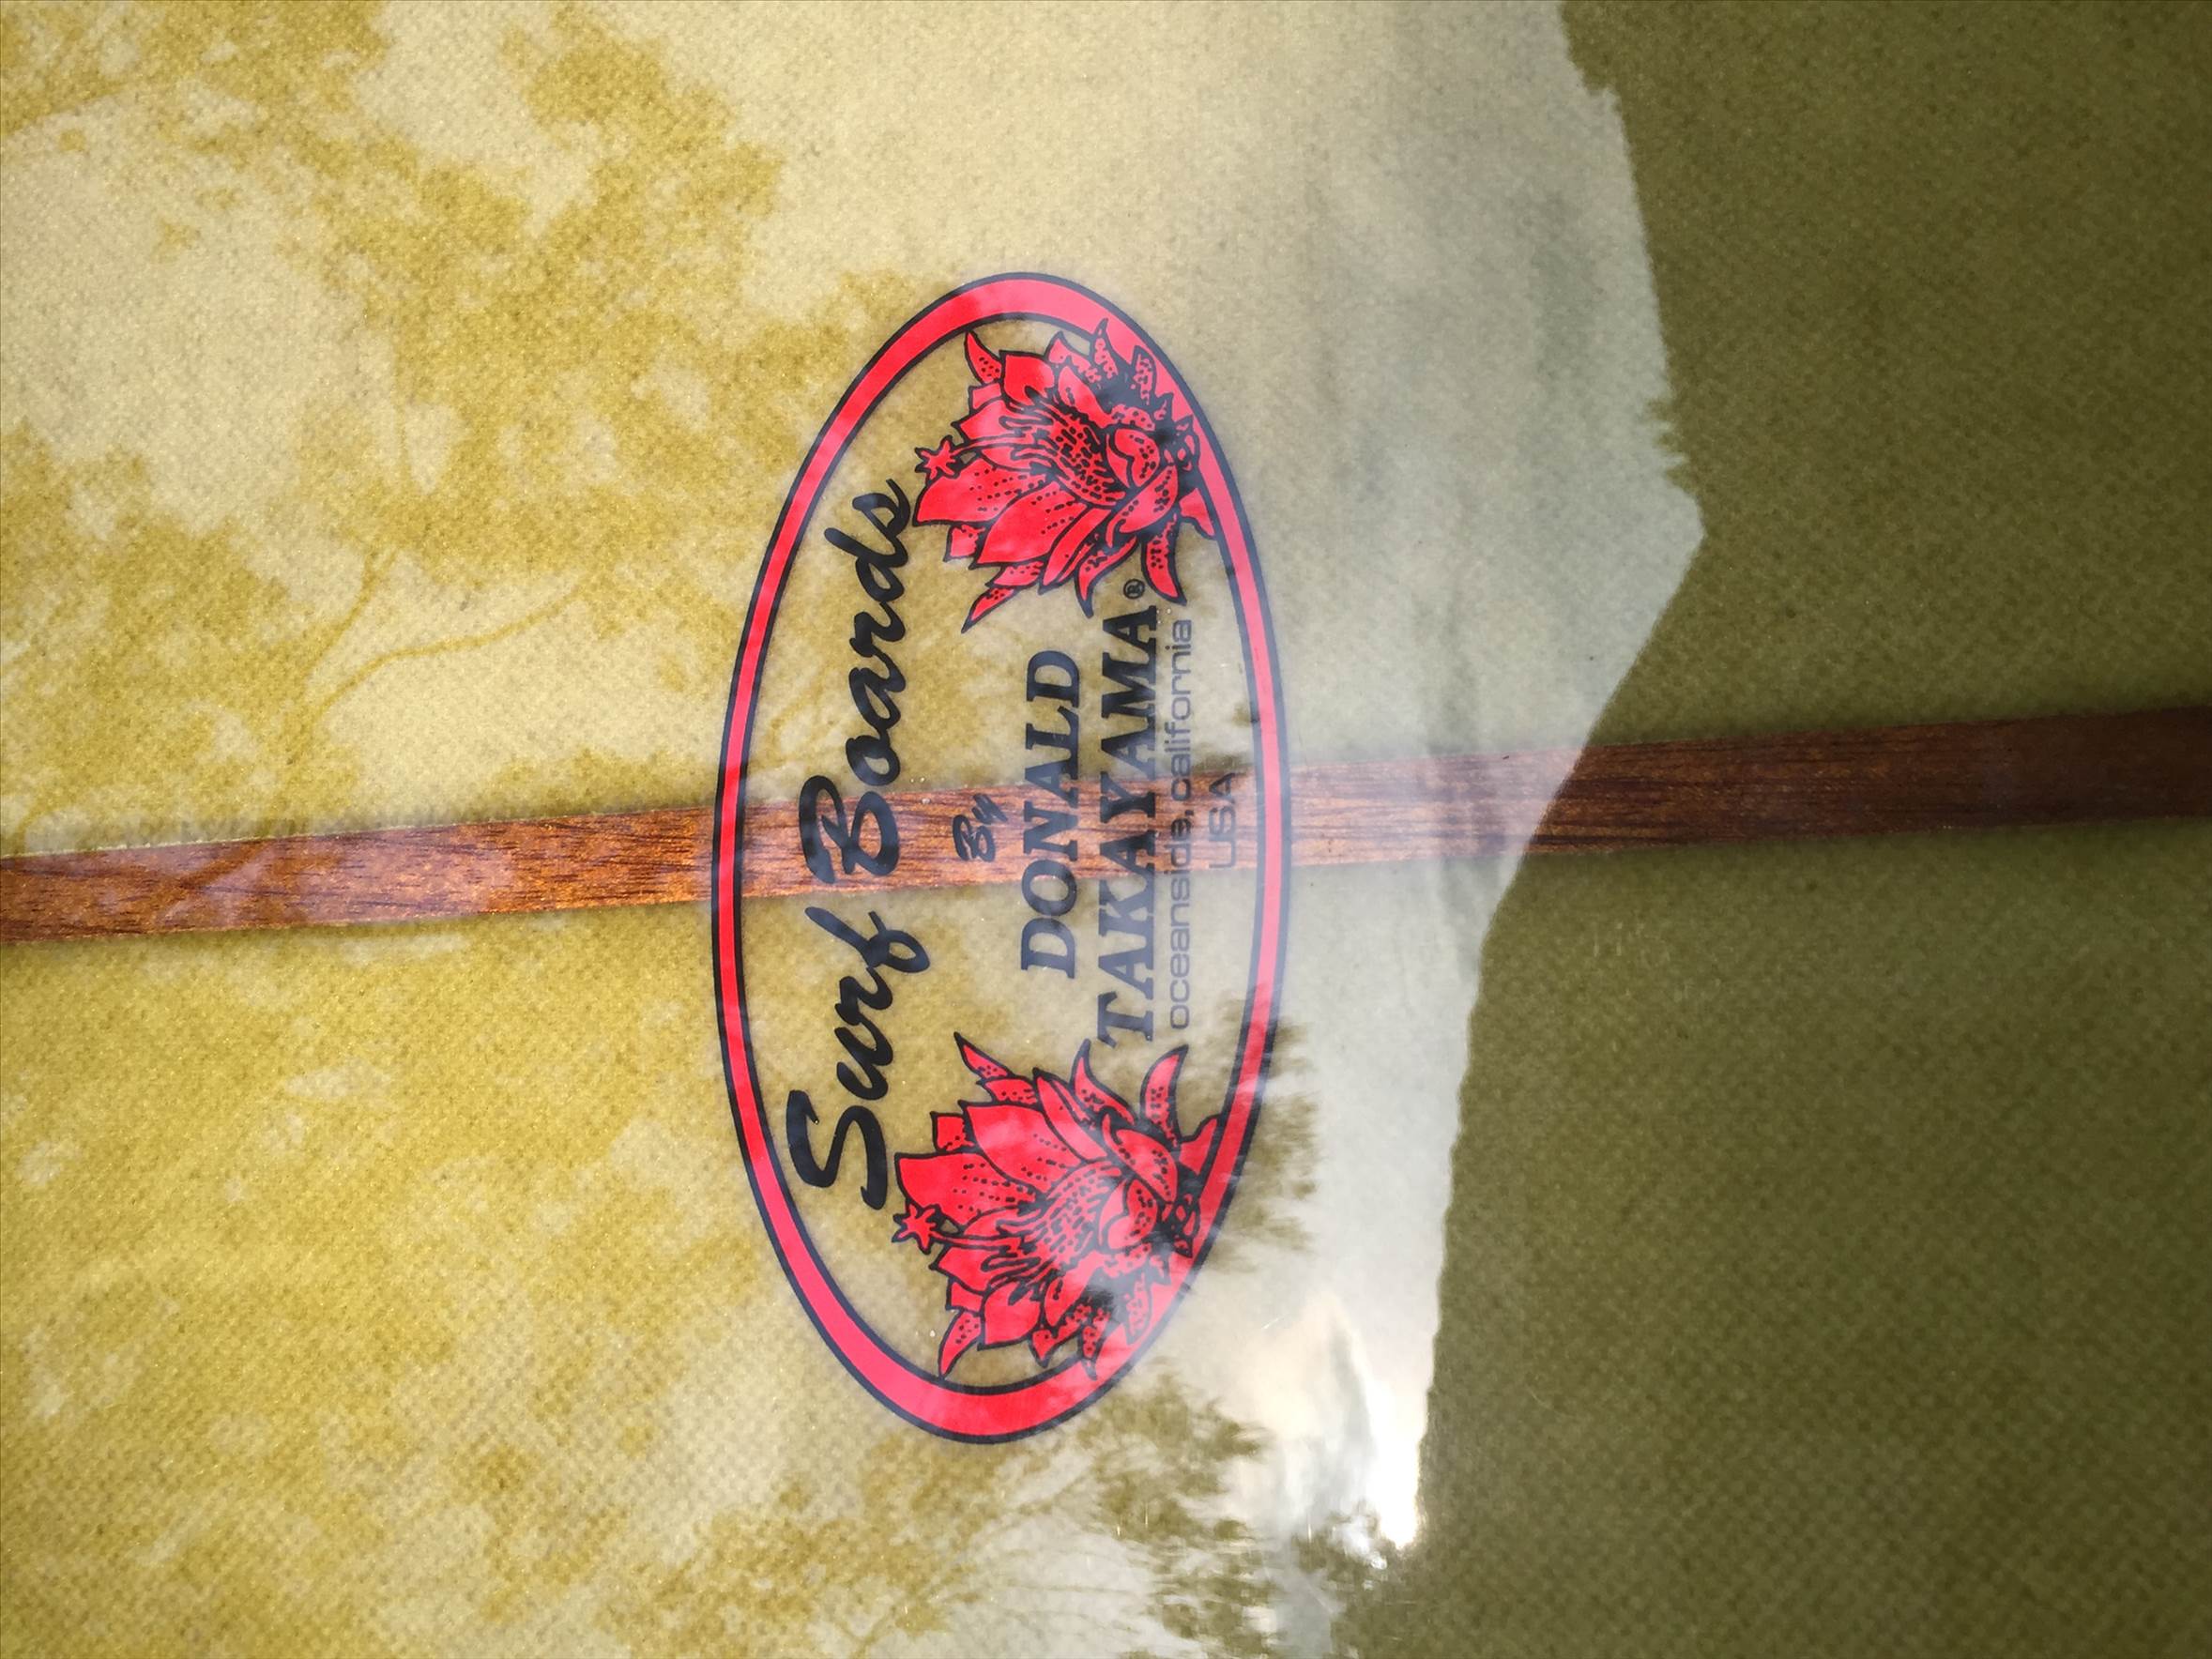 Surf Boards
By
DONALD
TAKAYAMA®
oceanside, california
USA